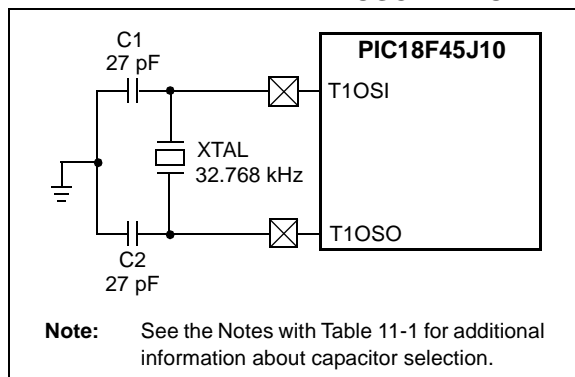 C1
27 pF
PIC18F45J10
T1OSI
XTAL
32.768 kHz
T1OSO
C2
27 pF
Note: See the Notes with Table 11-1 for additional
information about capacitor selection.